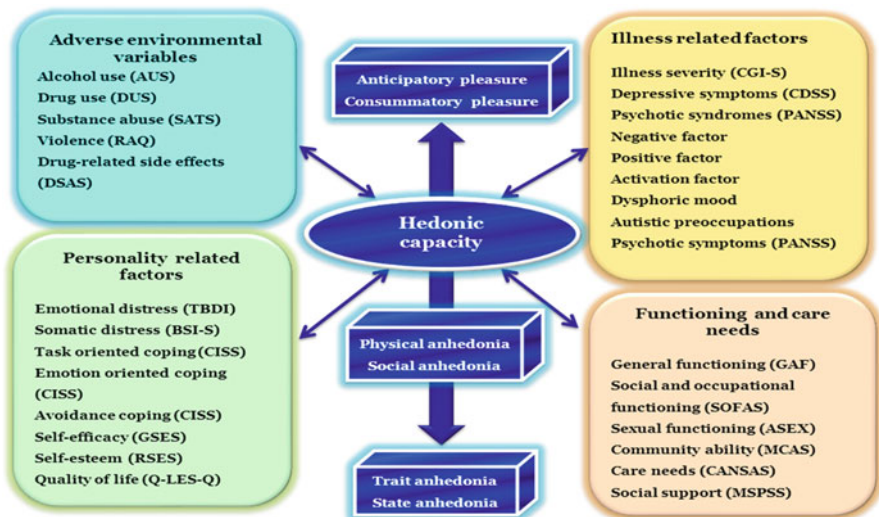 Adverse environmental
variables
Alcohol use (AUS)
Drug use (DUS)
Substance abuse (SATS)
Violence (RAQ)
Drug-related side effects
(DSAS)
Anticipatory pleasure
Consummatory pleasure
Illness related factors
Illness severity (CGI-S)
Depressive symptoms (CDSS)
Psychotic syndromes (PANSS)
Negative factor
Positive factor
Activation factor
Dysphoric mood
Autistic preoccupations
Psychotic symptoms (PANSS)
Hedonic
capacity
Personality related
factors
Emotional distress (TBDI)
Somatic distress (BSI-S)
Task oriented coping (CISS)
Emotion oriented coping
(CISS)
Avoidance coping (CISS)
Self-efficacy (GSES)
Self-esteem (RSES)
Quality of life (Q-LES-Q)
Physical anhedonia
Social anhedonia
Trait anhedonia
State anhedonia
Functioning and care
needs
General functioning (GAF)
Social and occupational
functioning (SOFAS)
Sexual functioning (ASEX)
Community ability (MCAS)
Care needs (CANSAS)
Social support (MSPSS)